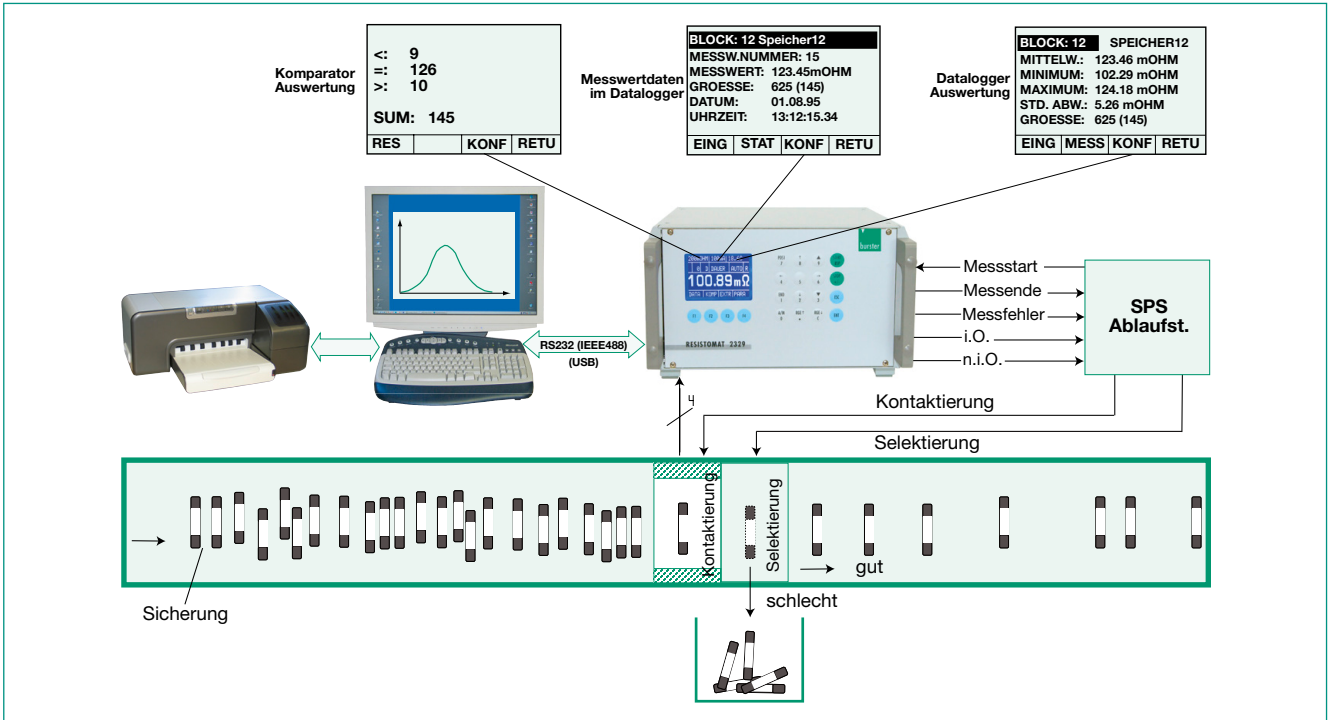 Komparator
Auswertung
<: 9
=: 126
>: 10
SUM: 145
RES KONF RETU
Messwertdaten
im Datalogger
BLOCK: 12 Speicher12
MESSW.NUMMER: 15
MESSWERT: 123.45mOHM
GROESSE: 625 (145)
DATUM: 01.08.95
UHRZEIT: 13:12:15.34
EING STAT KONF RETU
Datalogger
Auswertung
BLOCK: 12 SPEICHER12
MITTELW.: 123.46 mOHM
MINIMUM: 102.29 mOHM
MAXIMUM: 124.18 mOHM
STD. ABW.: 5.26 mOHM
GROESSE: 625 (145)
EING MESS KONF RETU
burster
100.89mΩ
RESISTOMAT 2329
RS232 (IEEE488)
(USB)
Messstart
Messende
Messfehler
i.O.
n.i.O.
SPS
Ablaufst.
4
Kontaktierung
Selektierung
Kontaktierung
Selektierung
gut
Sicherung
schlecht